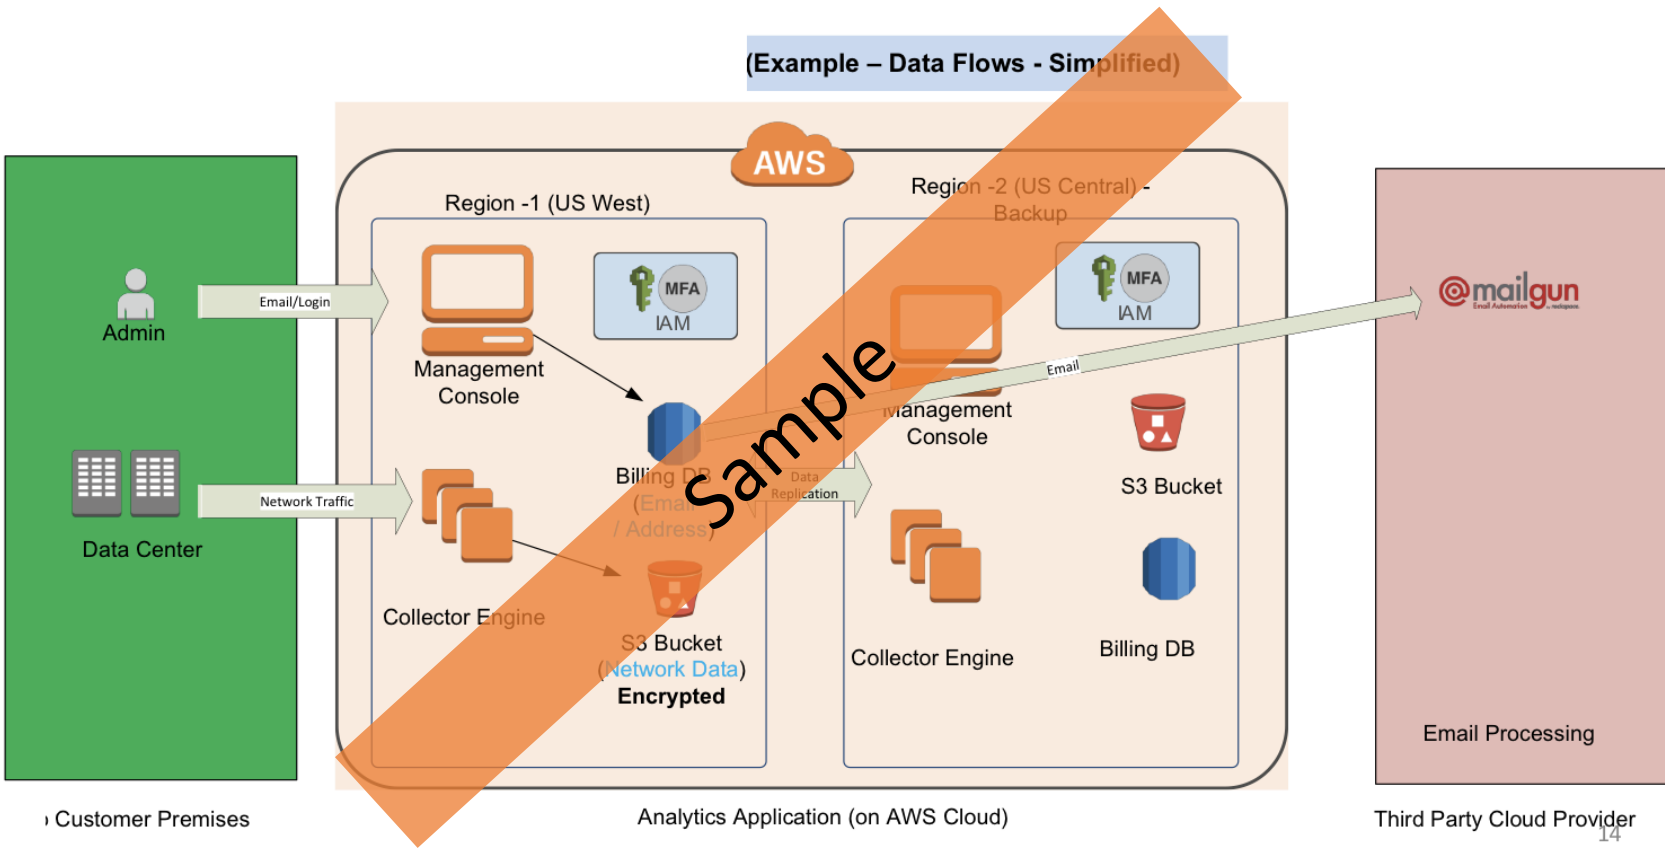 (Example – Data Flows - Simplified)
AWS
Region -1 (US West)
Region -2 (US Central) -
Backup
MFA
IAM
MFA
IAM
Email/Login
Admin
Management
Console
@mailgun
Email Automation
Email
Management
Console
Sample
Billing DB
(Email
/ Address)
Data
Replication
S3 Bucket
Network Traffic
Data Center
Collector Engine
S3 Bucket
(Network Data)
Encrypted
Collector Engine
Billing DB
Email Processing
Customer Premises
Analytics Application (on AWS Cloud)
Third Party Cloud Provider
14